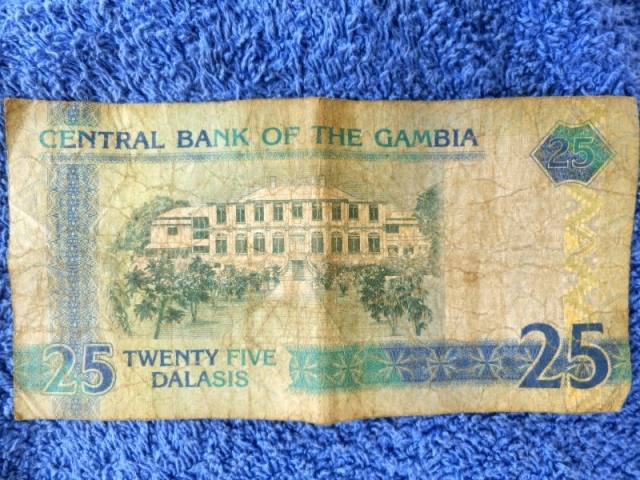 CENTRAL BANK OF THE GAMBIA
25
25 TWENTY FIVE
DALASIS
25